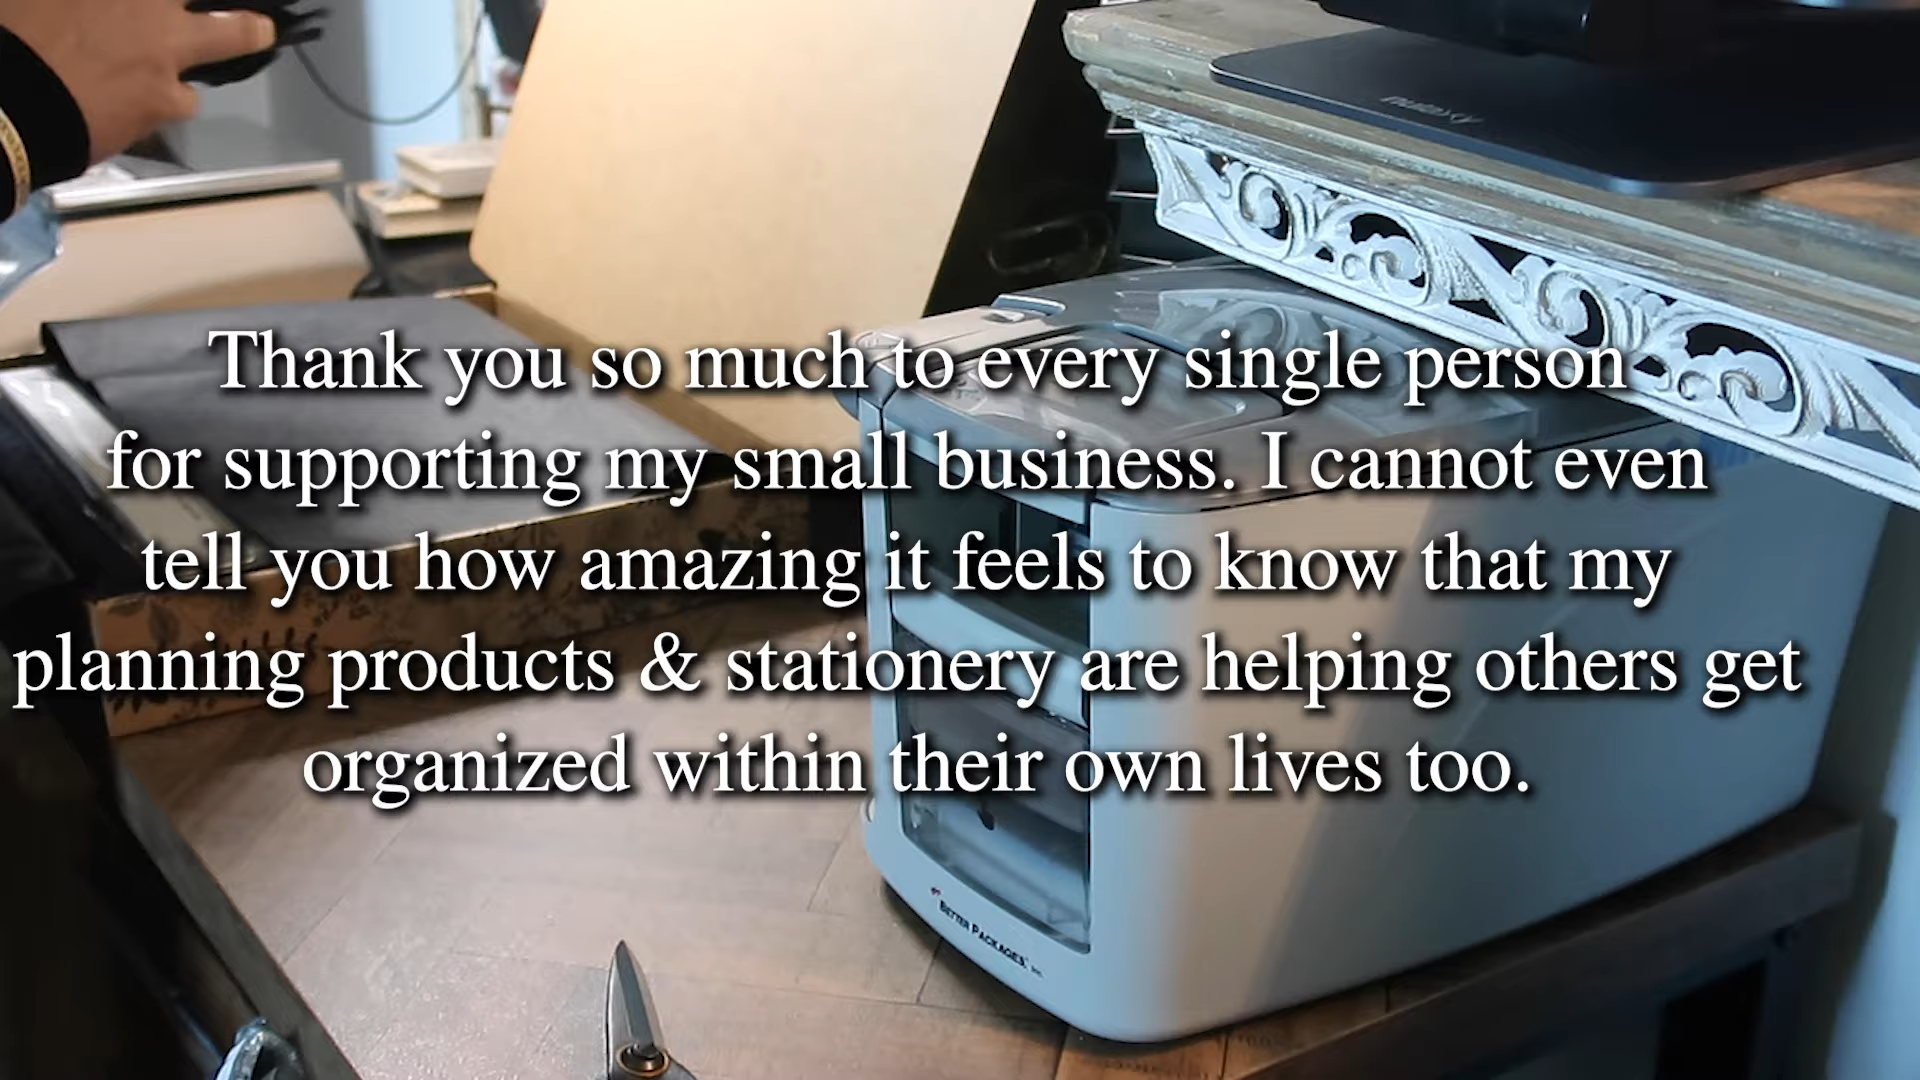 Thank you so much to every single person
for supporting my small business. I cannot even
tell you how amazing it feels to know that my
planning products & stationery are helping others get
organized within their own lives too.
BETTER PACKAGES, INC.